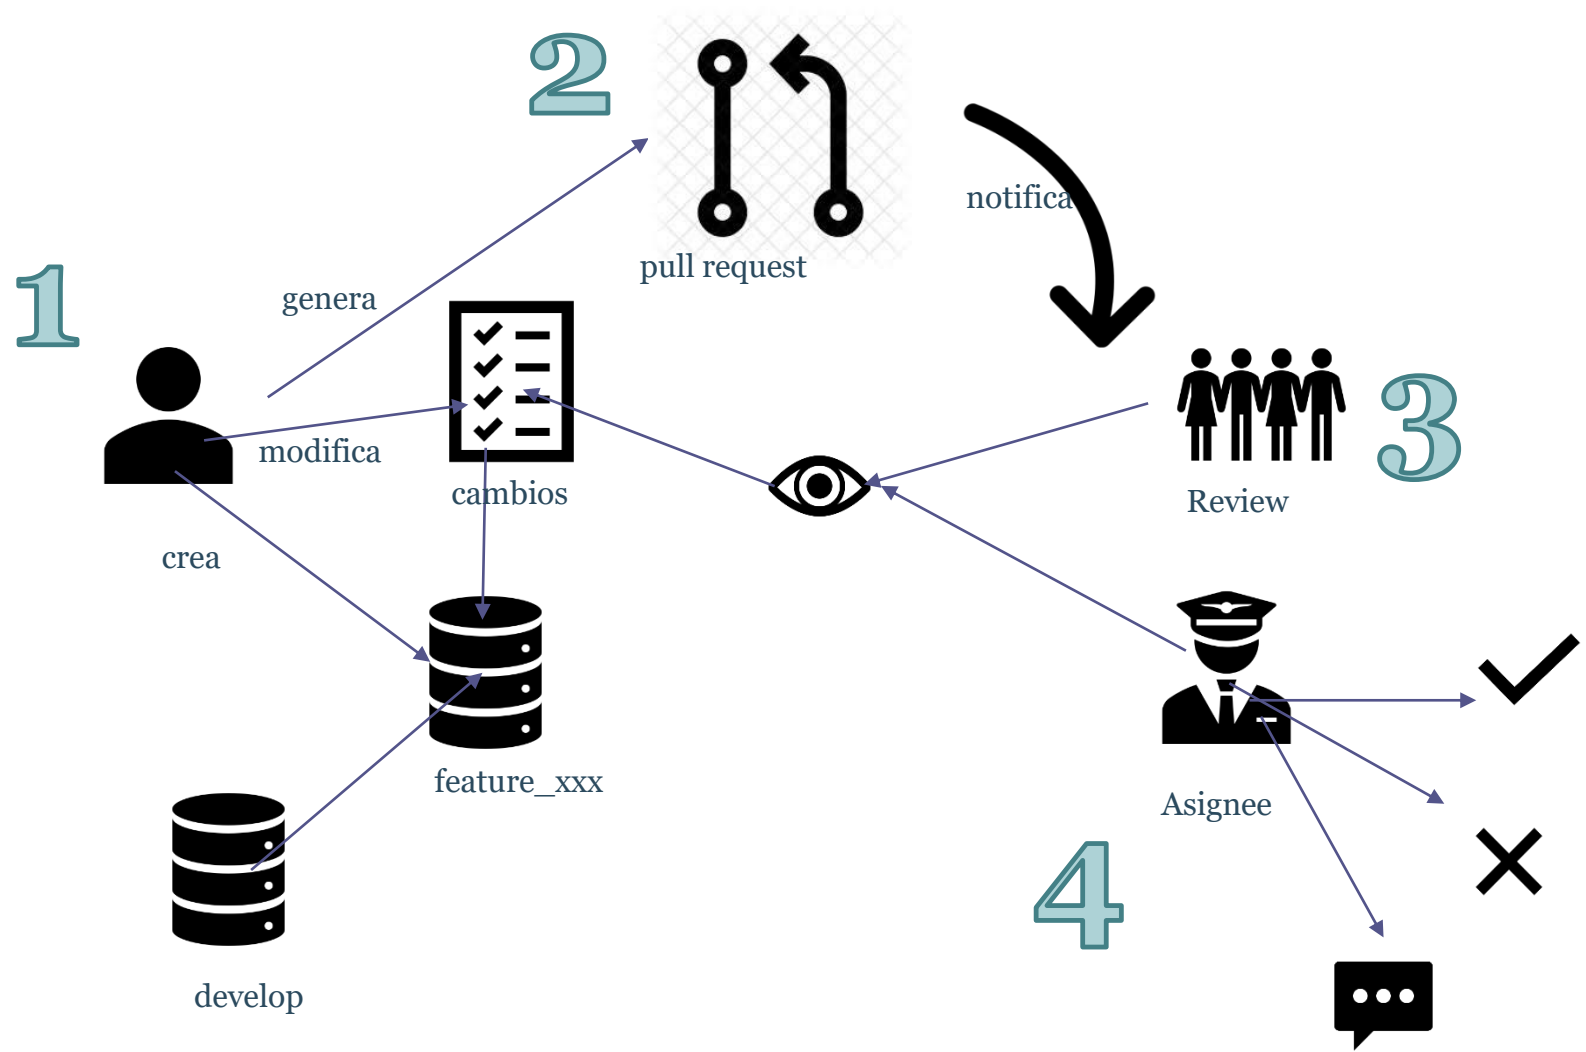 2
notifica
pull request
1
genera
modifica
3
cambios
Review
crea
feature_xxx
Asignee
4
develop